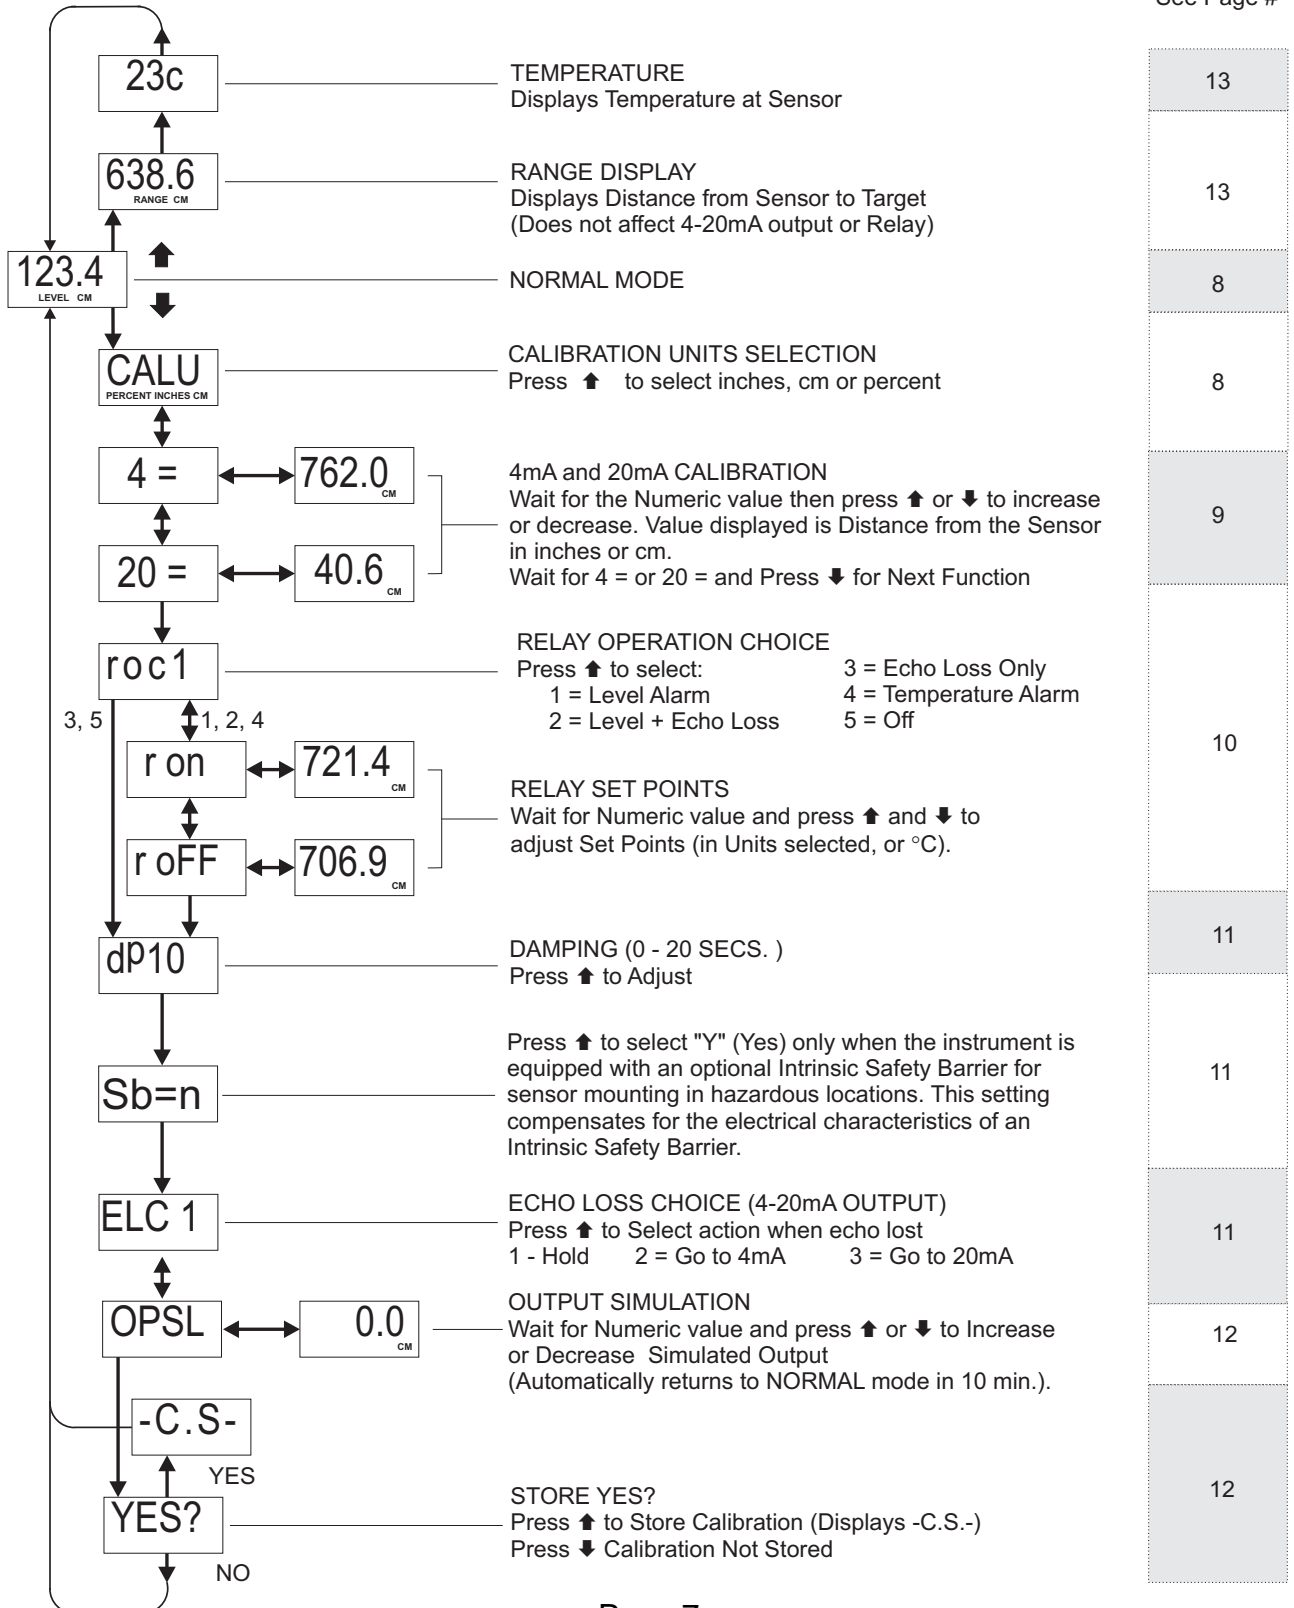 See Page #
23c
TEMPERATURE
Displays Temperature at Sensor
13
638.6
RANGE CM
RANGE DISPLAY
Displays Distance from Sensor to Target
(Does not affect 4-20mA output or Relay)
13
123.4
LEVEL CM
NORMAL MODE
8
CALU
PERCENT INCHES CM
CALIBRATION UNITS SELECTION
Press ⬆ to select inches, cm or percent
8
4 =
762.0
CM
20 =
40.6
CM
4mA and 20mA CALIBRATION
Wait for the Numeric value then press ⬆ or ⬇ to increase
or decrease. Value displayed is Distance from the Sensor
in inches or cm.
Wait for 4 = or 20 = and Press ⬇ for Next Function
9
roc1
RELAY OPERATION CHOICE
Press ⬆ to select:
1 = Level Alarm
2 = Level + Echo Loss
3 = Echo Loss Only
4 = Temperature Alarm
5 = Off
3, 5
1, 2, 4
10
r on
721.4
CM
r oFF
706.9
CM
RELAY SET POINTS
Wait for Numeric value and press ⬆ and ⬇ to
adjust Set Points (in Units selected, or °C).
dP10
DAMPING (0 - 20 SECS. )
Press ⬆ to Adjust
11
Sb=n
Press ⬆ to select "Y" (Yes) only when the instrument is
equipped with an optional Intrinsic Safety Barrier for
sensor mounting in hazardous locations. This setting
compensates for the electrical characteristics of an
Intrinsic Safety Barrier.
11
ELC 1
ECHO LOSS CHOICE (4-20mA OUTPUT)
Press ⬆ to Select action when echo lost
1 - Hold 2 = Go to 4mA 3 = Go to 20mA
11
OPSL
0.0
CM
OUTPUT SIMULATION
Wait for Numeric value and press ⬆ or ⬇ to Increase
or Decrease Simulated Output
(Automatically returns to NORMAL mode in 10 min.).
12
-C.S-
YES
YES?
NO
STORE YES?
Press ⬆ to Store Calibration (Displays -C.S.-)
Press ⬇ Calibration Not Stored
12
Page 7